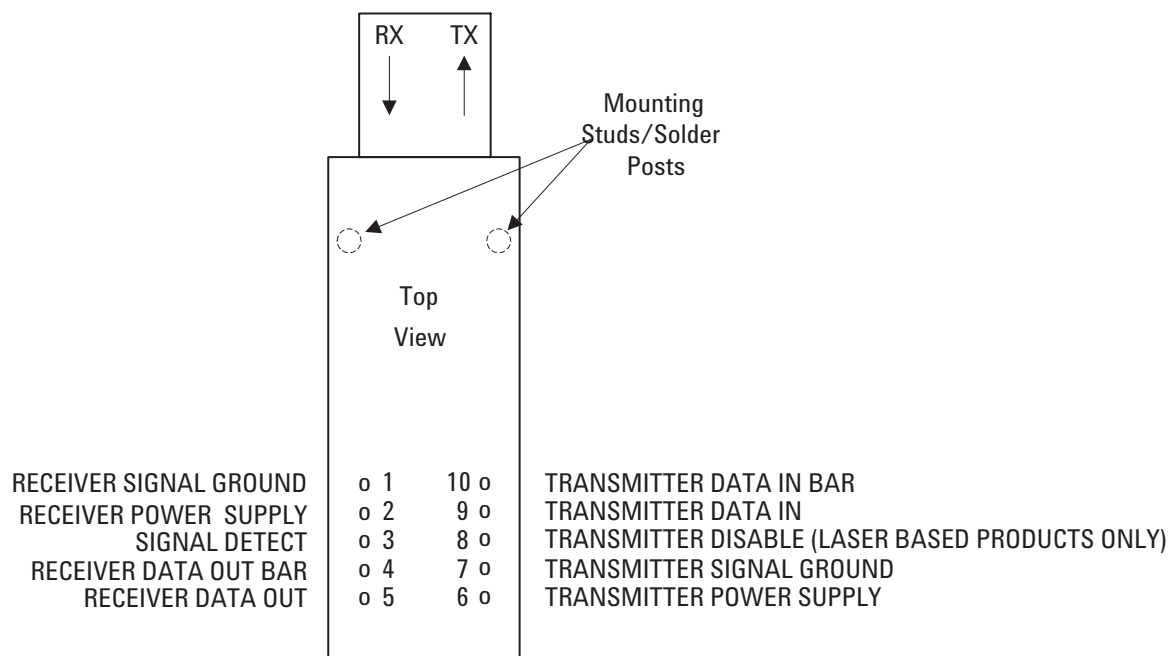 RX TX
Mounting
Studs/Solder
Posts
Top
View
RECEIVER SIGNAL GROUND o 1 10 o TRANSMITTER DATA IN BAR
RECEIVER POWER SUPPLY o 2 9 o TRANSMITTER DATA IN
SIGNAL DETECT o 3 8 o TRANSMITTER DISABLE (LASER BASED PRODUCTS ONLY)
RECEIVER DATA OUT BAR o 4 7 o TRANSMITTER SIGNAL GROUND
RECEIVER DATA OUT o 5 6 o TRANSMITTER POWER SUPPLY